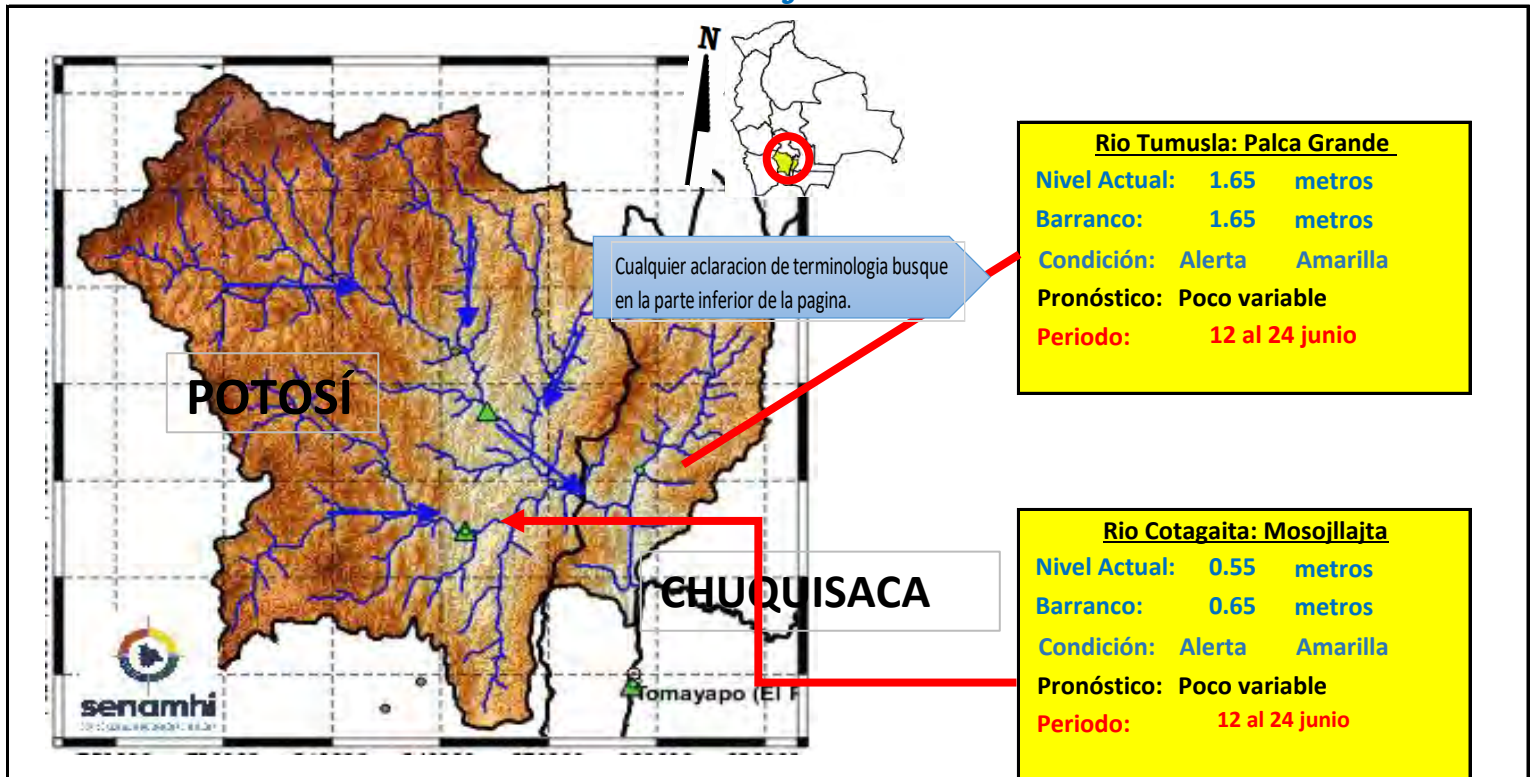 N
Rio Tumusla: Palca Grande
Nivel Actual: 1.65 metros
Barranco: 1.65 metros
Condición: Alerta Amarilla
Pronóstico: Poco variable
Periodo: 12 al 24 junio
Cualquier aclaracion de terminologia busque
en la parte inferior de la pagina.
POTOSÍ
CHUQUISACA
Rio Cotagaita: Mosojllajta
Nivel Actual: 0.55 metros
Barranco: 0.65 metros
Condición: Alerta Amarilla
Pronóstico: Poco variable
Periodo: 12 al 24 junio
senamhi
Tomayapo (El